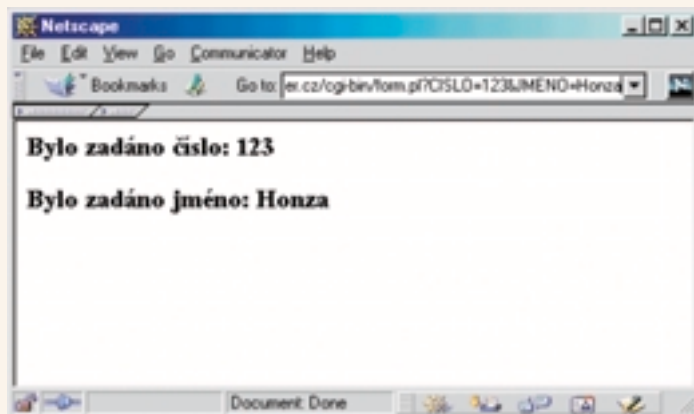 Netscape
File Edit View Go Communicator Help
Bookmarks Go to: er.cz/cgi-bin/form.pl?CISLO=123&JMENO=Honza
Bylo zadáno číslo: 123
Bylo zadáno jméno: Honza
Document: Done